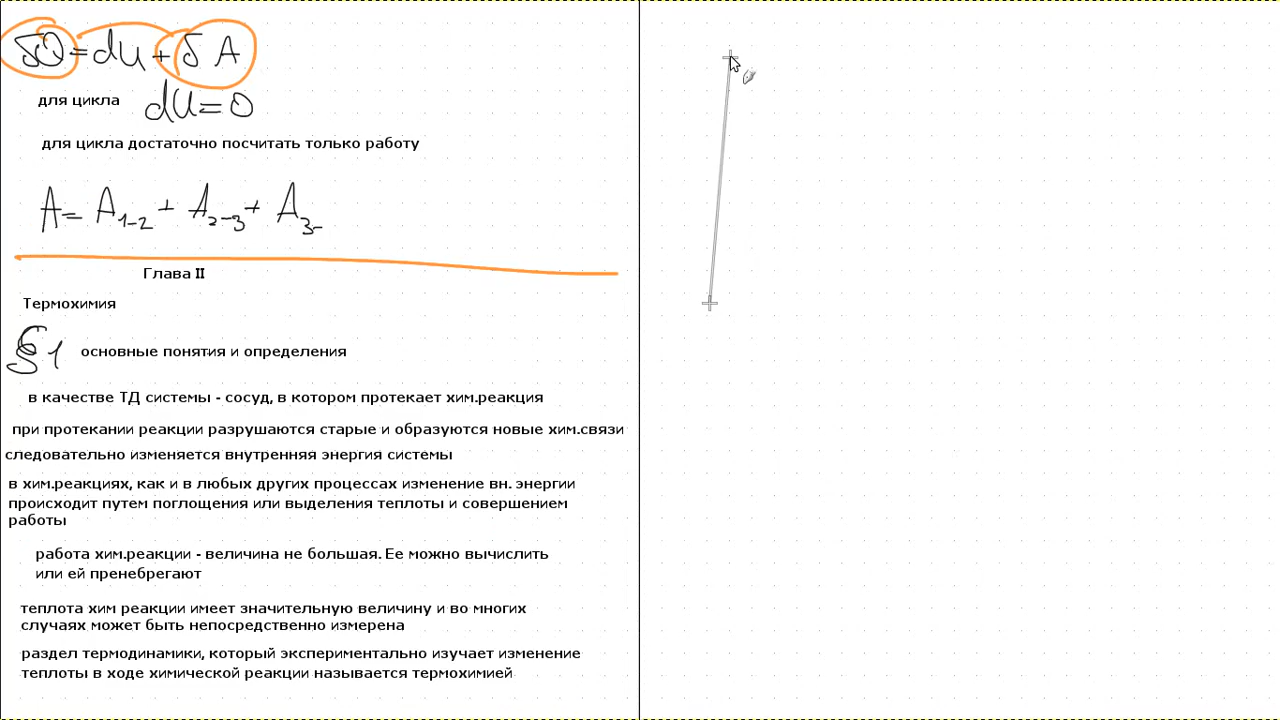 δQ = dU + δA
для цикла dU = 0
для цикла достаточно посчитать только работу
A = A₁₋₂ + A₂₋₃ + A₃₋
Глава II
Термохимия
§1 основные понятия и определения
в качестве ТД системы - сосуд, в котором протекает хим.реакция
при протекании реакции разрушаются старые и образуются новые хим.связи
следовательно изменяется внутренняя энергия системы
в хим.реакциях, как и в любых других процессах изменение вн. энергии
происходит путем поглощения или выделения теплоты и совершением
работы
работа хим.реакции - величина не большая. Ее можно вычислить
или ей пренебрегают
теплота хим реакции имеет значительную величину и во многих
случаях может быть непосредственно измерена
раздел термодинамики, который экспериментально изучает изменение
теплоты в ходе химической реакции называется термохимией